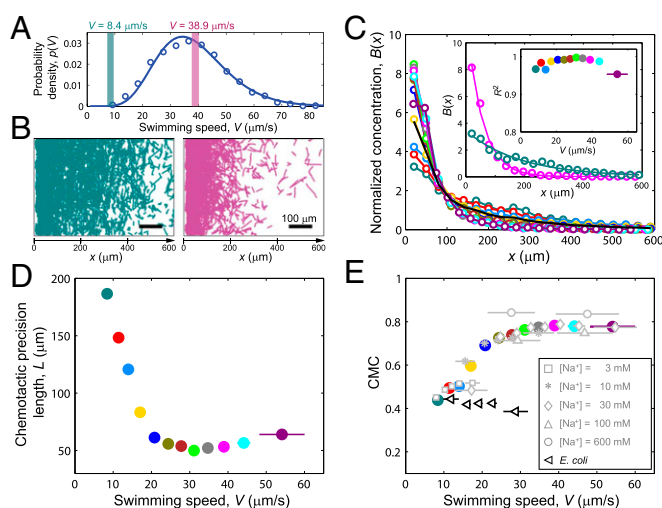 A
V = 8.4 μm/s
V = 38.9 μm/s
Probability density, p(V)
0.03
0.02
0.01
0
0 10 20 30 40 50 60 70 80
Swimming speed, V (μm/s)
B
100 μm
0 200 400 600
x (μm)
0 200 400 600
x (μm)
C
Normalized concentration, B(x)
10
8
6
4
2
0
0 100 200 300 400 500 600
x (μm)
B(x)
10
8
6
4
2
0
0 100 200 300 400 500 600
x (μm)
R²
1
0.9
0.8
0 20 40 60
V (μm/s)
D
Chemotactic precision length, L (μm)
200
150
100
50
0 10 20 30 40 50
Swimming speed, V (μm/s)
E
CMC
1
0.8
0.6
0.4
0.2
0.1
0 10 20 30 40 50 60
Swimming speed, V (μm/s)
[Na⁺] = 3 mM
[Na⁺] = 10 mM
[Na⁺] = 30 mM
[Na⁺] = 100 mM
[Na⁺] = 600 mM
E. coli